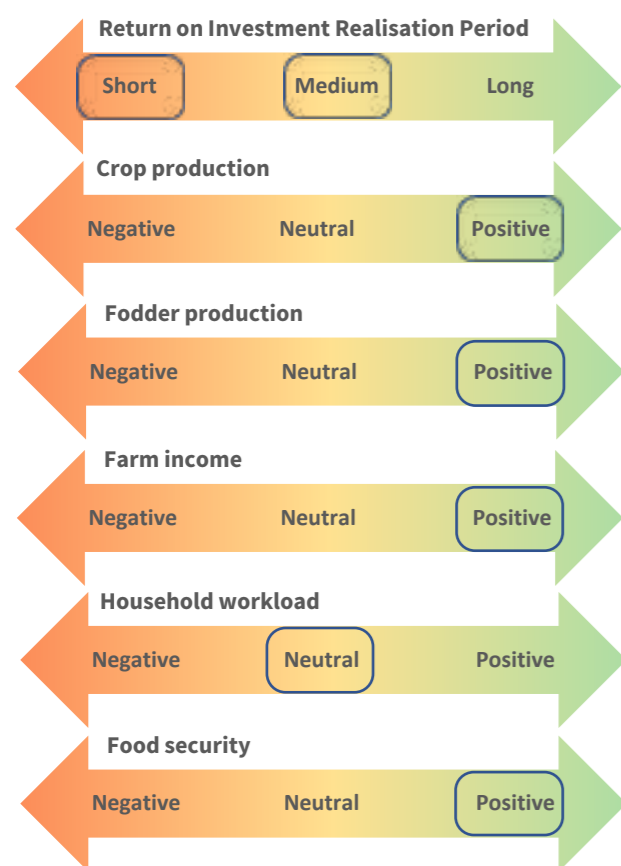 Return on Investment Realisation Period
Short Medium Long
Crop production
Negative Neutral Positive
Fodder production
Negative Neutral Positive
Farm income
Negative Neutral Positive
Household workload
Negative Neutral Positive
Food security
Negative Neutral Positive